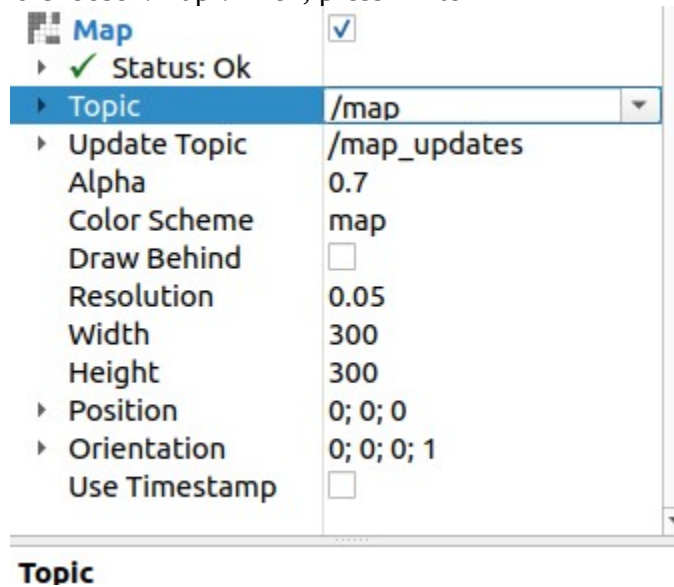 Map
Status: Ok
Topic /map
Update Topic /map_updates
Alpha 0.7
Color Scheme map
Draw Behind
Resolution 0.05
Width 300
Height 300
Position 0; 0; 0
Orientation 0; 0; 0; 1
Use Timestamp
Topic